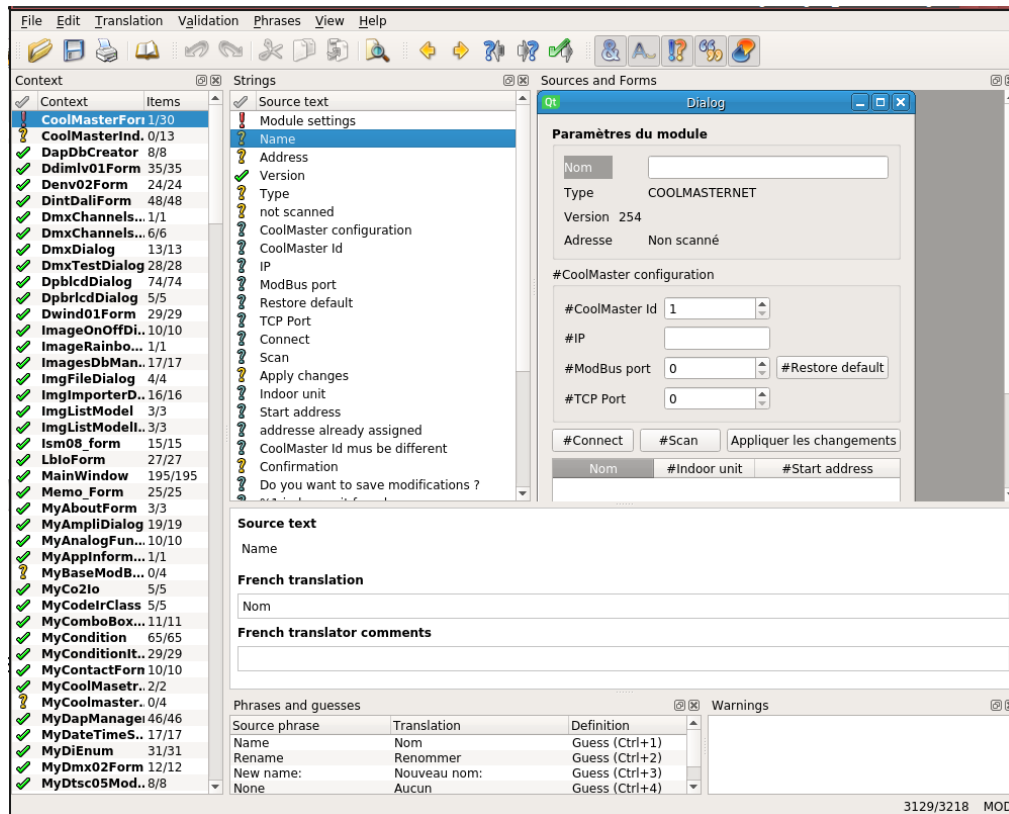 File Edit Translation Validation Phrases View Help
Context
Context Items
CoolMasterForr 1/30
CoolMasterInd. 0/13
DapDbCreator 8/8
Ddimlv01Form 35/35
Denv02Form 24/24
DintDaliForm 48/48
DmxChannels... 1/1
DmxChannels... 6/6
DmxDialog 13/13
DmxTestDialog 28/28
DpblcdDialog 74/74
DpbrlcdDialog 5/5
Dwind01Form 29/29
ImageOnOffDi.. 10/10
ImageRainbo... 1/1
ImagesDbMan.. 17/17
ImgFileDialog 4/4
ImgImporterD.. 16/16
ImgListModel 3/3
ImgListModelI.. 3/3
Ism08_form 15/15
LbIoForm 27/27
MainWindow 195/195
Memo_Form 25/25
MyAboutForm 3/3
MyAmpliDialog 19/19
MyAnalogFun... 10/10
MyAppInform... 1/1
MyBaseModB... 0/4
MyCo2Io 5/5
MyCodeIrClass 5/5
MyComboBox... 11/11
MyCondition 65/65
MyConditionIt.. 29/29
MyContactForm 10/10
MyCoolMasetr.. 2/2
MyCoolmaster. 0/4
MyDapManager 46/46
MyDateTimeS.. 17/17
MyDiEnum 31/31
MyDmx02Form 12/12
MyDtsc05Mod.. 8/8
Strings
Source text
Module settings
Name
Address
Version
Type
not scanned
CoolMaster configuration
CoolMaster Id
IP
ModBus port
Restore default
TCP Port
Connect
Scan
Apply changes
Indoor unit
Start address
addresse already assigned
CoolMaster Id mus be different
Confirmation
Do you want to save modifications ?
Sources and Forms
Qt Dialog
Paramètres du module
Nom
Type COOLMASTERNET
Version 254
Adresse Non scanné
#CoolMaster configuration
#CoolMaster Id 1
#IP
#ModBus port 0 #Restore default
#TCP Port 0
#Connect #Scan Appliquer les changements
Nom #Indoor unit #Start address
Source text
Name
French translation
Nom
French translator comments
Phrases and guesses
Source phrase Translation Definition
Name Nom Guess (Ctrl+1)
Rename Renommer Guess (Ctrl+2)
New name: Nouveau nom: Guess (Ctrl+3)
None Aucun Guess (Ctrl+4)
Warnings
3129/3218 MOD